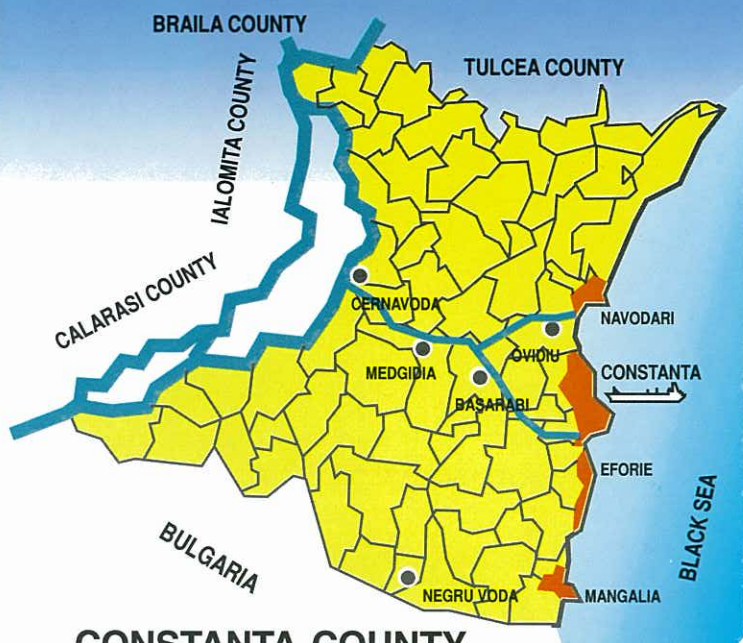 BRAILA COUNTY
TULCEA COUNTY
IALOMITA COUNTY
CALARASI COUNTY
CERNAVODA
NAVODARI
OVIDIU
MEDGIDIA
CONSTANTA
BASARABI
EFORIE
BLACK SEA
BULGARIA
NEGRU VODA
MANGALIA
CONSTANTA COUNTY